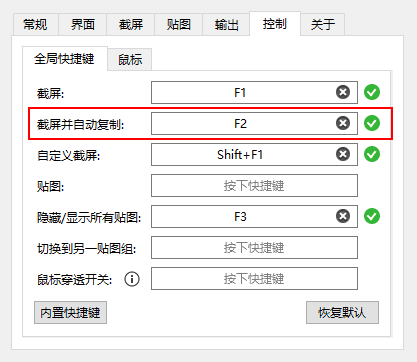 常规 界面 截屏 贴图 输出 控制 关于
全局快捷键 鼠标
截屏: F1
截屏并自动复制: F2
自定义截屏: Shift+F1
贴图: 按下快捷键
隐藏/显示所有贴图: F3
切换到另一贴图组: 按下快捷键
鼠标穿透开关: 按下快捷键
内置快捷键 恢复默认